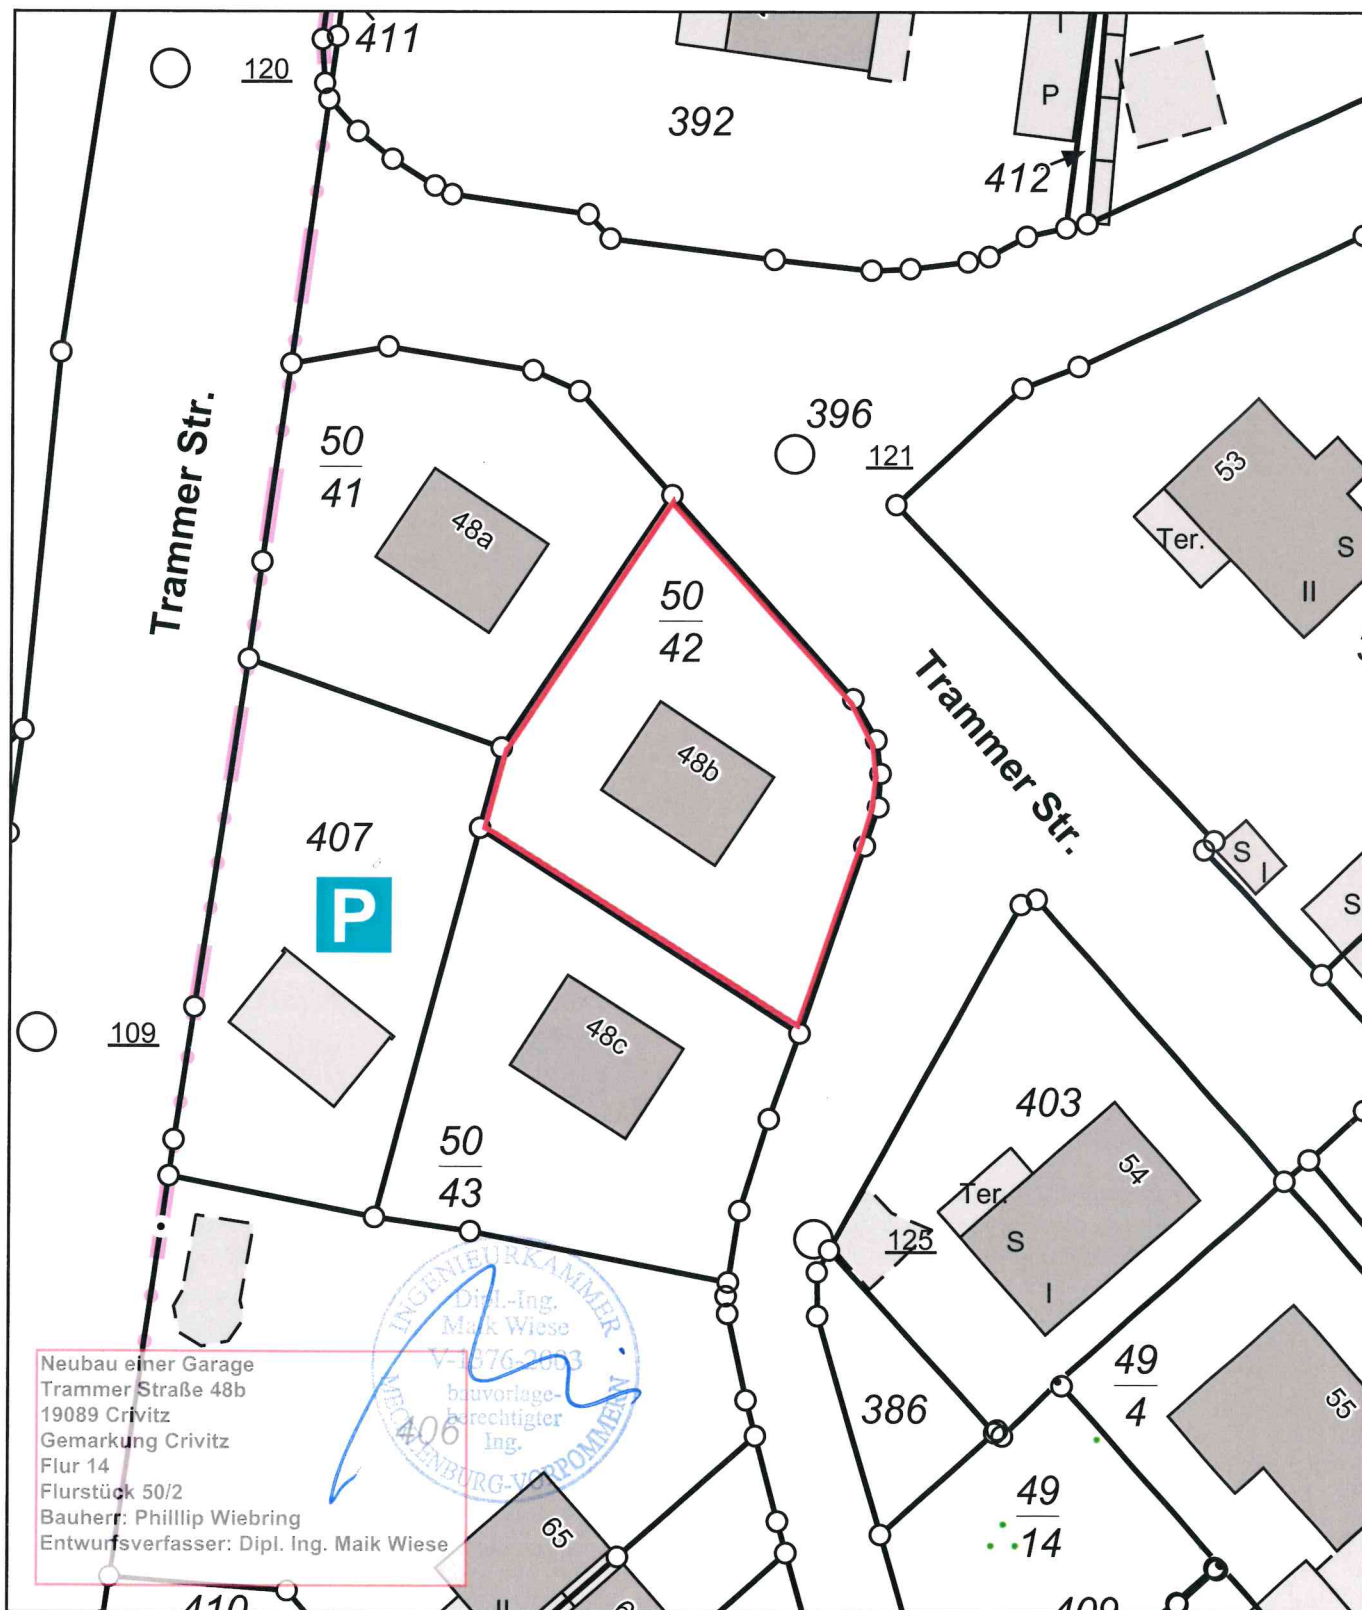 411
120
392
P
412
396
121
50
41
48a
Trammer Str.
53
Ter.
S
II
50
42
48b
Trammer Str.
407
P
S
I
S
109
48c
50
43
403
54
Ter.
S
I
125
INGENIEURKAMMER
MECKLENBURG-VORPOMMERN
Dipl.-Ing.
Maik Wiese
V-1376-2003
bauvorlage-
berechtigter
Ing.
406
Neubau einer Garage
Trammer Straße 48b
19089 Crivitz
Gemarkung Crivitz
Flur 14
Flurstück 50/2
Bauherr: Philllip Wiebring
Entwurfsverfasser: Dipl. Ing. Maik Wiese
386
49
4
55
49
14
65
II
410
409